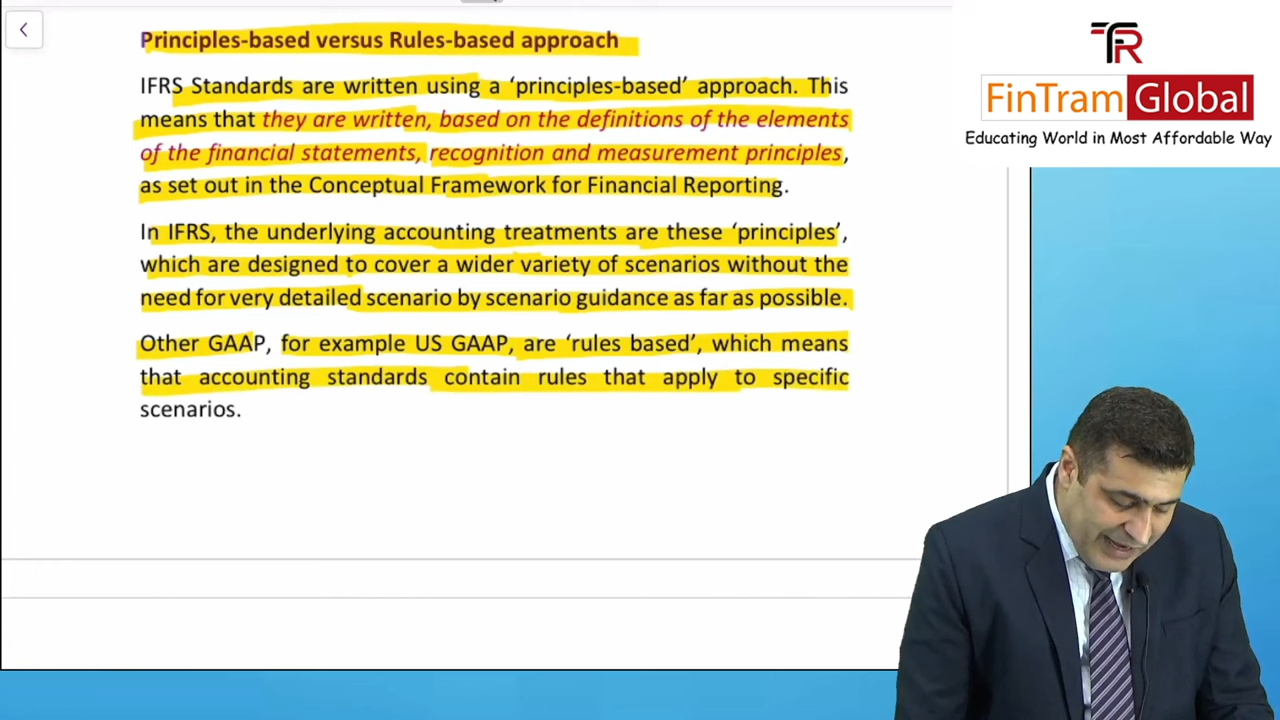 Principles-based versus Rules-based approach
IFRS Standards are written using a ‘principles-based’ approach. This
means that they are written, based on the definitions of the elements
of the financial statements, recognition and measurement principles,
as set out in the Conceptual Framework for Financial Reporting.
In IFRS, the underlying accounting treatments are these ‘principles’,
which are designed to cover a wider variety of scenarios without the
need for very detailed scenario by scenario guidance as far as possible.
Other GAAP, for example US GAAP, are ‘rules based’, which means
that accounting standards contain rules that apply to specific
scenarios.
FinTram Global
Educating World in Most Affordable Way